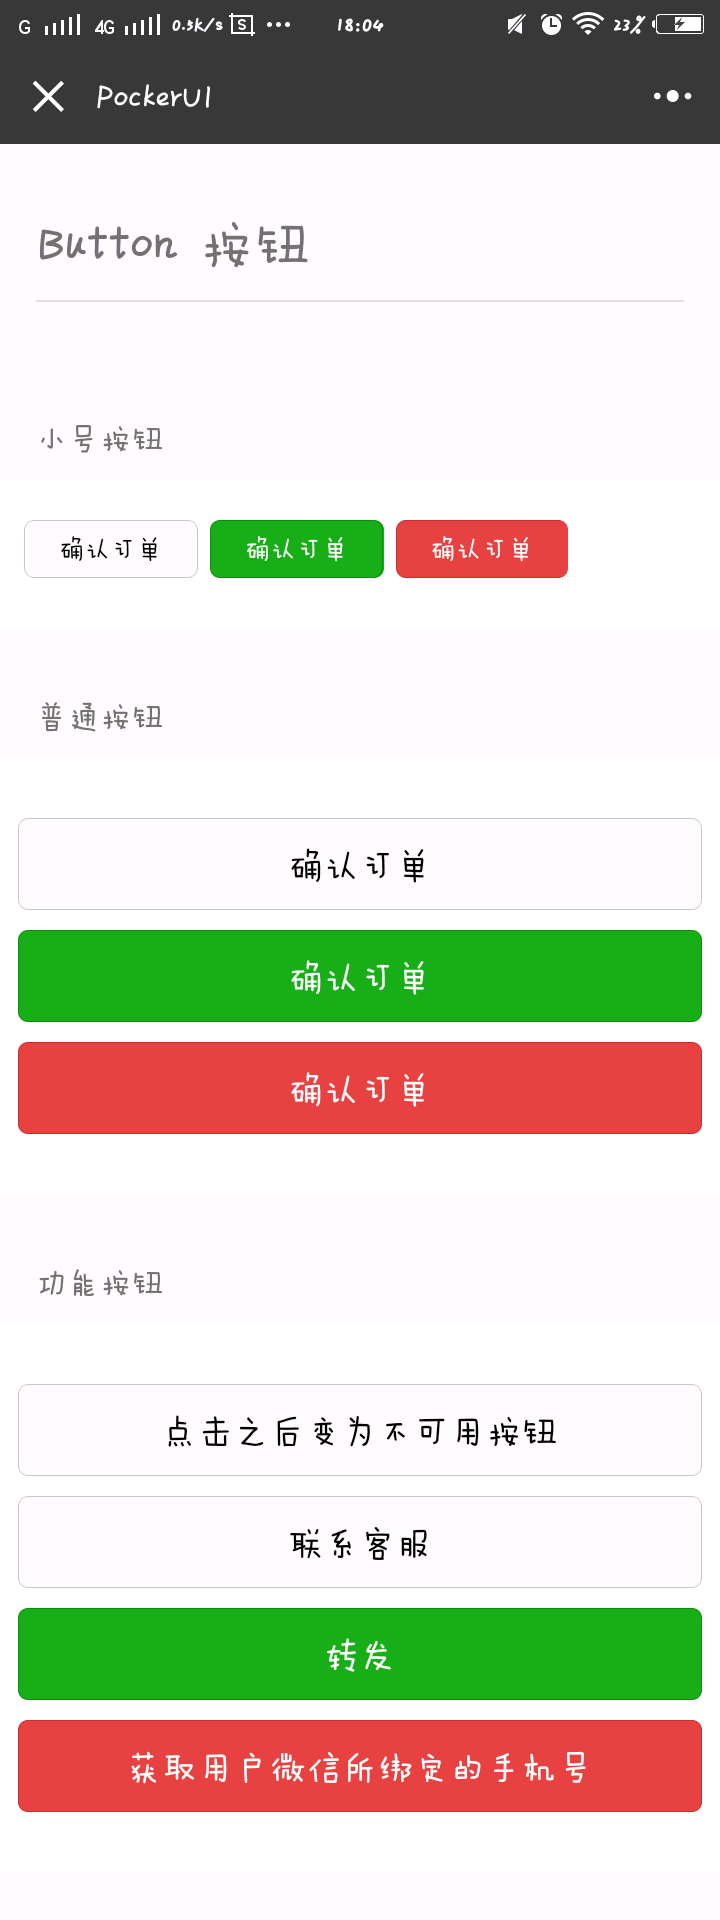 G 4G 0.5K/s 18:04 23%
PockerUI
Button 按钮
小号按钮
确认订单 确认订单 确认订单
普通按钮
确认订单
确认订单
确认订单
功能按钮
点击之后变为不可用按钮
联系客服
转发
获取用户微信所绑定的手机号